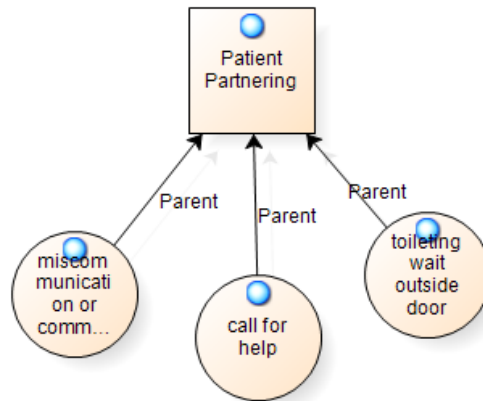 Patient
Partnering
Parent
Parent
Parent
miscom
municati
on or
comm...
call for
help
toileting
wait
outside
door